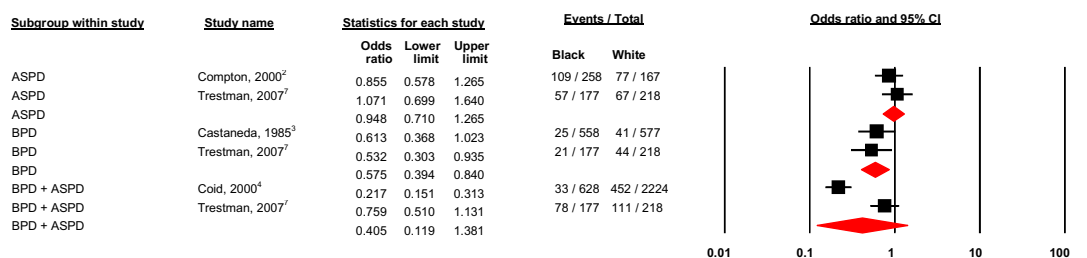 Subgroup within study Study name Statistics for each study Events / Total Odds ratio and 95% CI
Odds ratio Lower limit Upper limit Black White
ASPD Compton, 2000² 0.855 0.578 1.265 109 / 258 77 / 167
ASPD Trestman, 2007⁷ 1.071 0.699 1.640 57 / 177 67 / 218
ASPD 0.948 0.710 1.265
BPD Castaneda, 1985³ 0.613 0.368 1.023 25 / 558 41 / 577
BPD Trestman, 2007⁷ 0.532 0.303 0.935 21 / 177 44 / 218
BPD 0.575 0.394 0.840
BPD + ASPD Coid, 2000⁴ 0.217 0.151 0.313 33 / 628 452 / 2224
BPD + ASPD Trestman, 2007⁷ 0.759 0.510 1.131 78 / 177 111 / 218
BPD + ASPD 0.405 0.119 1.381
0.01 0.1 1 10 100